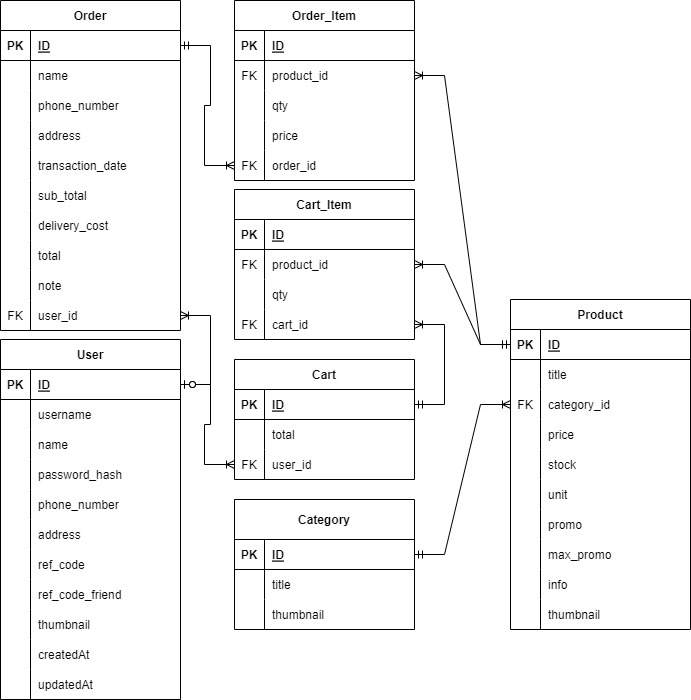 Order
PK ID
name
phone_number
address
transaction_date
sub_total
delivery_cost
total
note
FK user_id
User
PK ID
username
name
password_hash
phone_number
address
ref_code
ref_code_friend
thumbnail
createdAt
updatedAt
Order_Item
PK ID
FK product_id
qty
price
FK order_id
Cart_Item
PK ID
FK product_id
qty
FK cart_id
Cart
PK ID
total
FK user_id
Category
PK ID
title
thumbnail
Product
PK ID
title
FK category_id
price
stock
unit
promo
max_promo
info
thumbnail